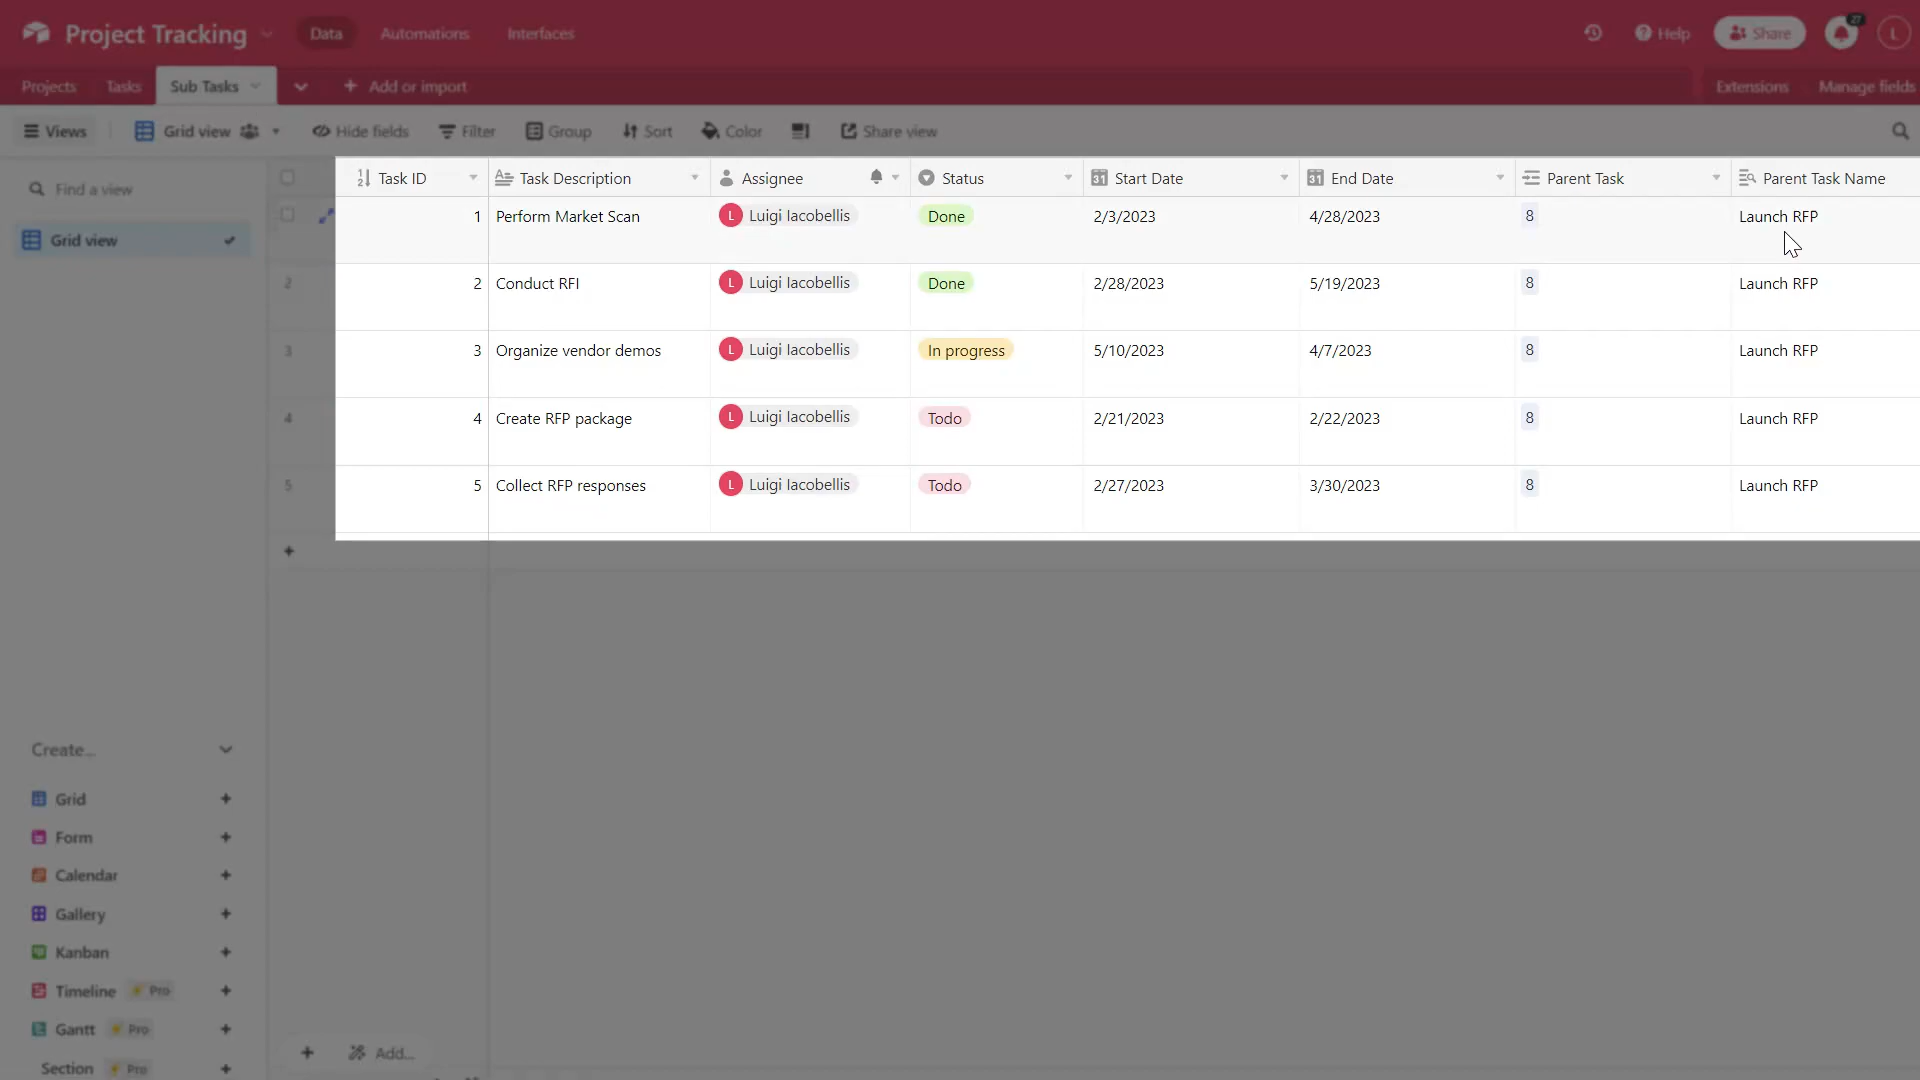 Project Tracking Data Automations Interfaces Help Share 27 L
Projects Tasks Sub Tasks Add or import Extensions Manage fields
Views Grid view Hide fields Filter Group Sort Color Share view
Find a view
Grid view
Task ID Task Description Assignee Status Start Date End Date Parent Task Parent Task Name
1 Perform Market Scan L Luigi Iacobellis Done 2/3/2023 4/28/2023 8 Launch RFP
2 2 Conduct RFI L Luigi Iacobellis Done 2/28/2023 5/19/2023 8 Launch RFP
3 3 Organize vendor demos L Luigi Iacobellis In progress 5/10/2023 4/7/2023 8 Launch RFP
4 4 Create RFP package L Luigi Iacobellis Todo 2/21/2023 2/22/2023 8 Launch RFP
5 5 Collect RFP responses L Luigi Iacobellis Todo 2/27/2023 3/30/2023 8 Launch RFP
Create...
Grid
Form
Calendar
Gallery
Kanban
Timeline Pro
Gantt Pro
Section Pro
Add...